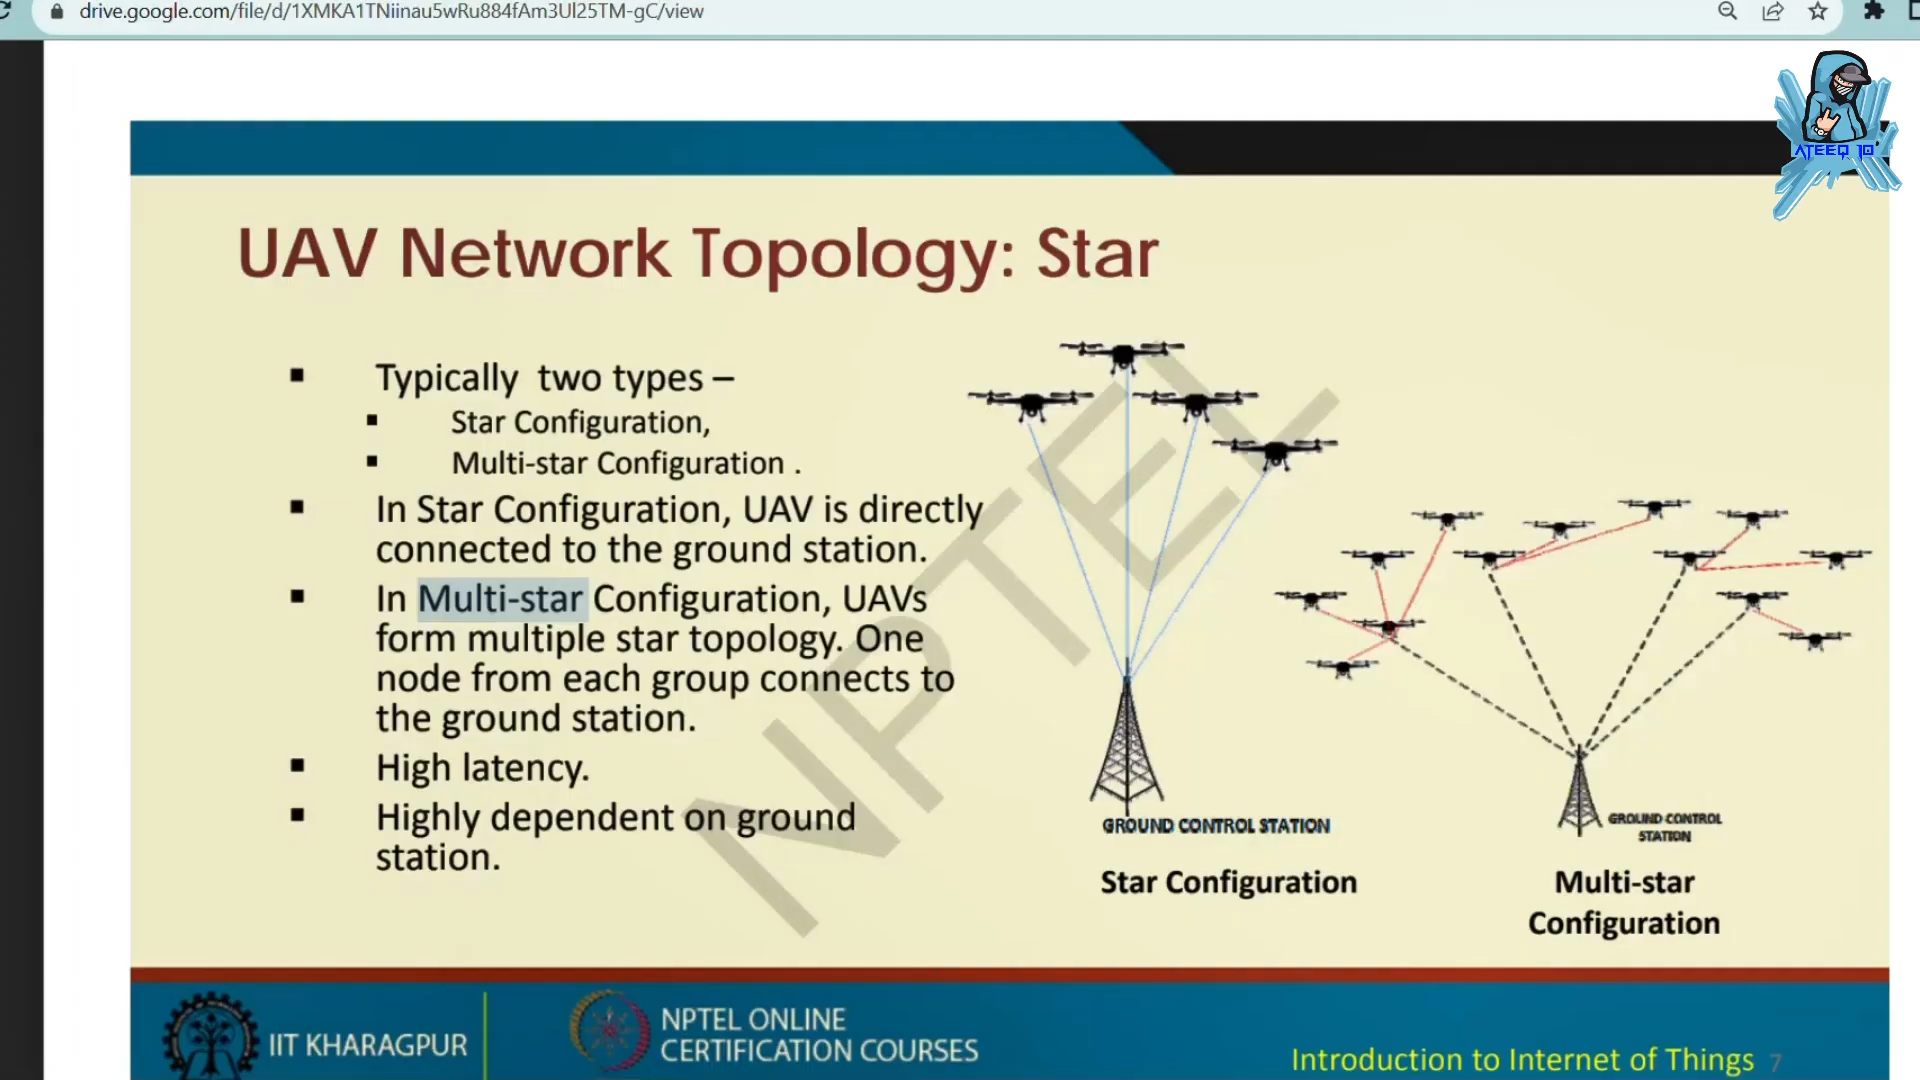 drive.google.com/file/d/1XMKA1TNiinau5wRu884fAm3Ul25TM-gC/view
ATEEQ 10
UAV Network Topology: Star
Typically two types –
Star Configuration,
Multi-star Configuration .
In Star Configuration, UAV is directly
connected to the ground station.
In Multi-star Configuration, UAVs
form multiple star topology. One
node from each group connects to
the ground station.
High latency.
Highly dependent on ground
station.
NPTEL
GROUND CONTROL STATION
Star Configuration
GROUND CONTROL
STATION
Multi-star
Configuration
IIT KHARAGPUR
NPTEL ONLINE
CERTIFICATION COURSES
Introduction to Internet of Things 7